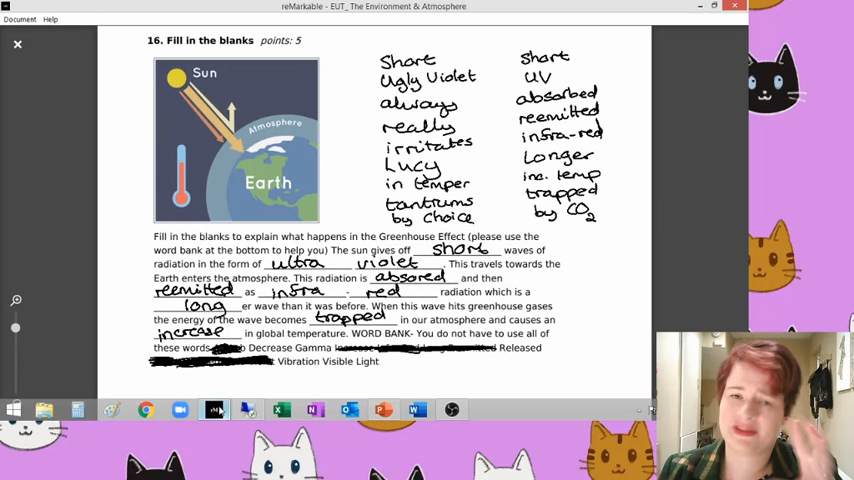 reMarkable - EUT_ The Environment & Atmosphere
Document Help
16. Fill in the blanks points: 5
Sun
Atmosphere
Earth
Short
Ugly Violet
always
really
irritates
Lucy
in temper
tantrums
by choice
short
UV
absorbed
reemitted
infra-red
Longer
inc. temp
trapped
by CO2
Fill in the blanks to explain what happens in the Greenhouse Effect (please use the
word bank at the bottom to help you) The sun gives off short waves of
radiation in the form of ultra violet. This travels towards the
Earth enters the atmosphere. This radiation is absored and then
reemitted as infra - red radiation which is a
long er wave than it was before. When this wave hits greenhouse gases
the energy of the wave becomes trapped in our atmosphere and causes an
increase in global temperature. WORD BANK- You do not have to use all of
these words Decrease Gamma Released
Vibration Visible Light